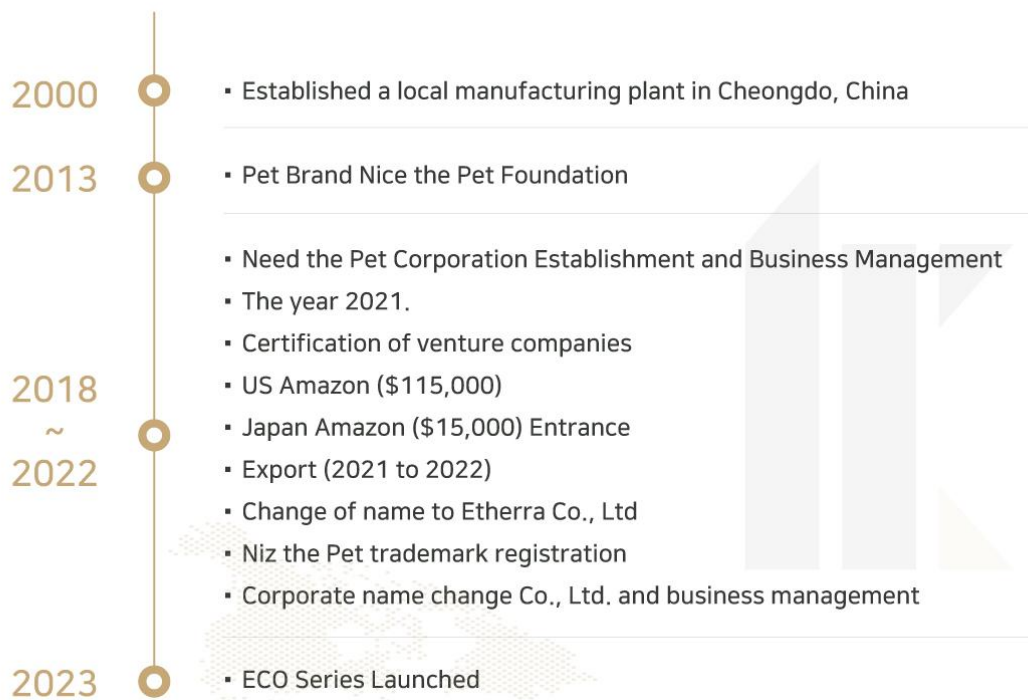 2000
▪ Established a local manufacturing plant in Cheongdo, China
2013
▪ Pet Brand Nice the Pet Foundation
2018
~
2022
▪ Need the Pet Corporation Establishment and Business Management
▪ The year 2021.
▪ Certification of venture companies
▪ US Amazon ($115,000)
▪ Japan Amazon ($15,000) Entrance
▪ Export (2021 to 2022)
▪ Change of name to Etherra Co., Ltd
▪ Niz the Pet trademark registration
▪ Corporate name change Co., Ltd. and business management
2023
▪ ECO Series Launched